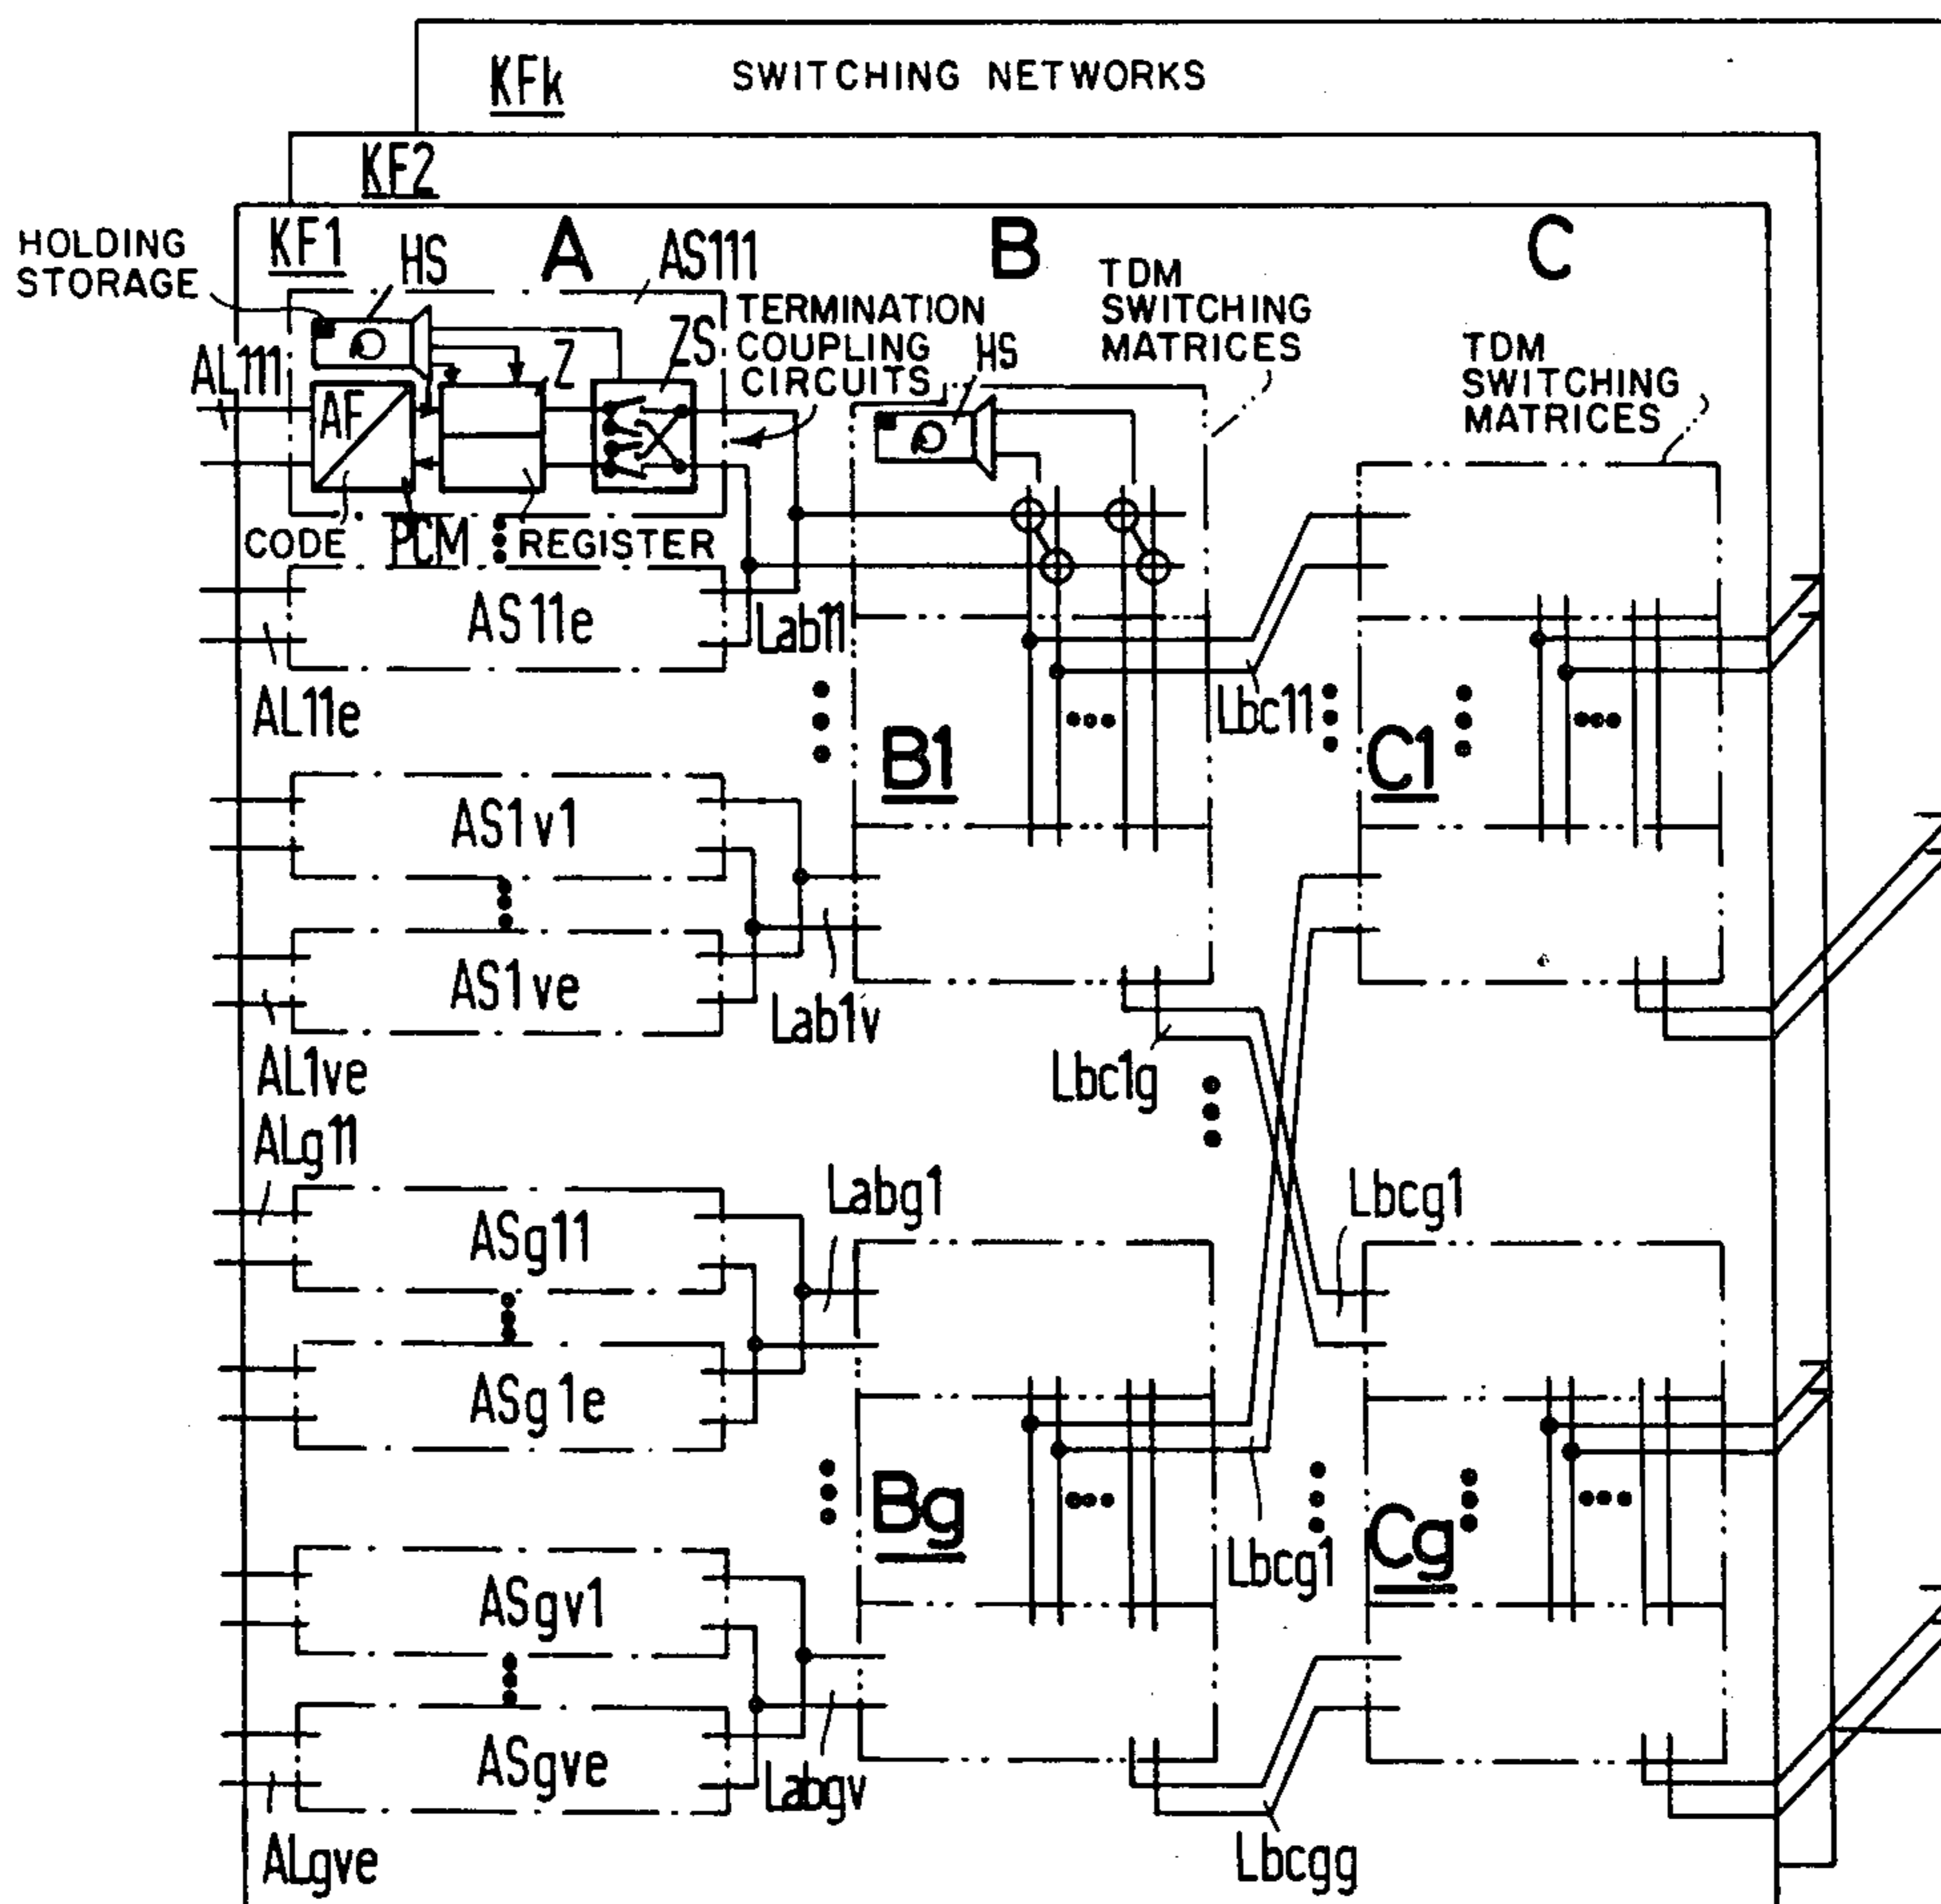 KFk SWITCHING NETWORKS
KF2
KF1 A AS111 B C
HOLDING
STORAGE
HS
TERMINATION
COUPLING
CIRCUITS
TDM
SWITCHING
MATRICES
TDM
SWITCHING
MATRICES
AL111
Z
ZS
HS
AF
CODE
PCM
REGISTER
AS11e
Lab11
AL11e
Lbc11
B1
C1
AS1v1
AS1ve
Lab1v
AL1ve
Lbc1g
ALg11
Labg1
Lbcg1
ASg11
ASg1e
Bg
Cg
Lbcg1
ASgv1
ASgve
Labgv
ALgve
Lbcgg